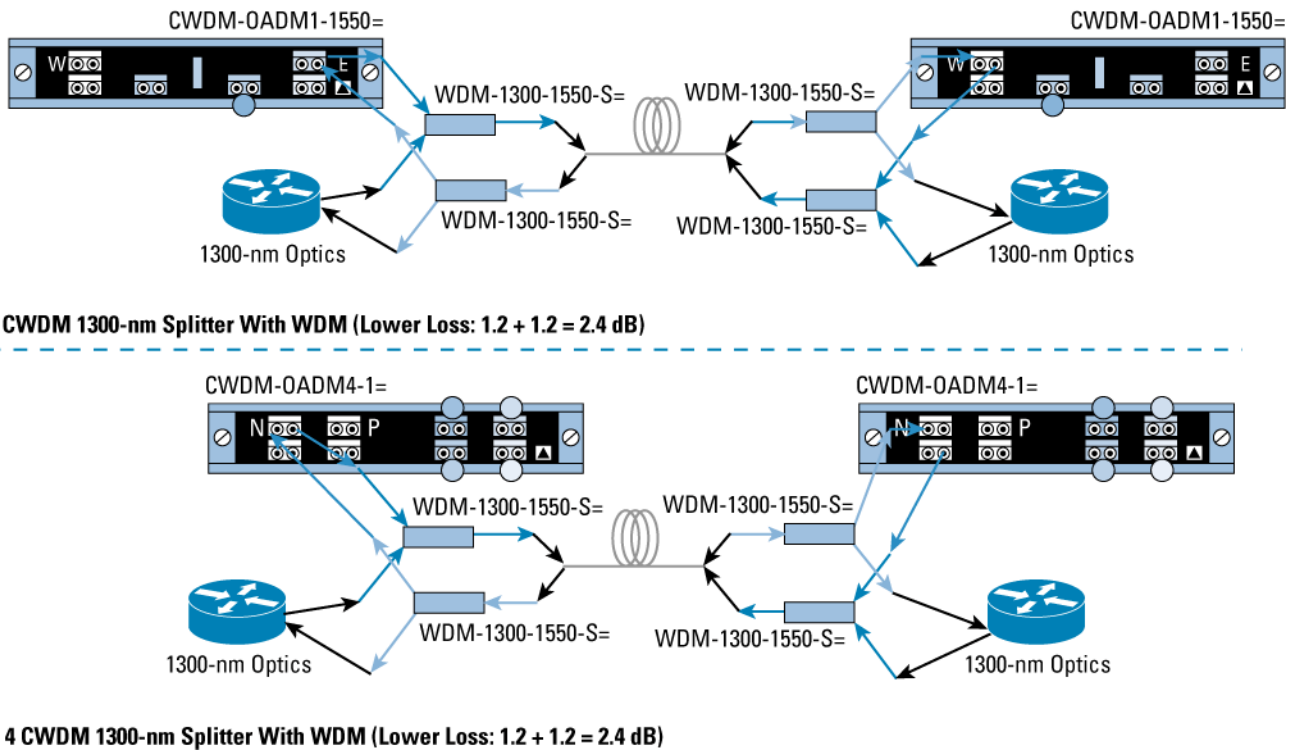 CWDM-OADM1-1550=
CWDM-OADM1-1550=
W
E
W
E
WDM-1300-1550-S=
WDM-1300-1550-S=
WDM-1300-1550-S=
WDM-1300-1550-S=
1300-nm Optics
1300-nm Optics
CWDM 1300-nm Splitter With WDM (Lower Loss: 1.2 + 1.2 = 2.4 dB)
CWDM-OADM4-1=
CWDM-OADM4-1=
N
P
N
P
WDM-1300-1550-S=
WDM-1300-1550-S=
WDM-1300-1550-S=
WDM-1300-1550-S=
1300-nm Optics
1300-nm Optics
4 CWDM 1300-nm Splitter With WDM (Lower Loss: 1.2 + 1.2 = 2.4 dB)